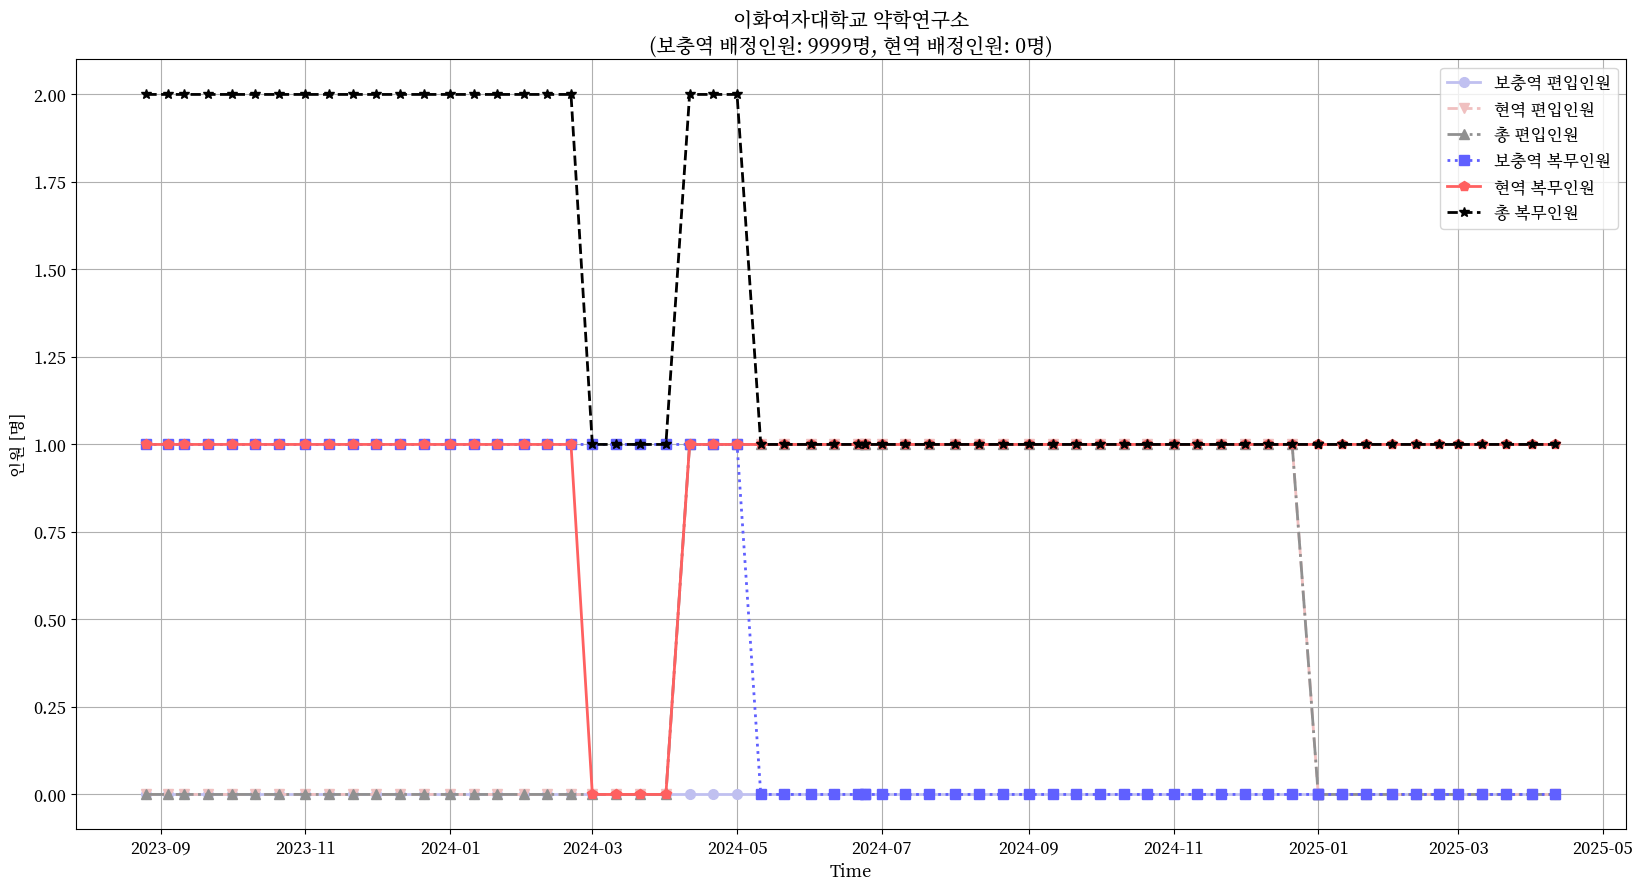 이화여자대학교 약학연구소
(보충역 배정인원: 9999명, 현역 배정인원: 0명)
보충역 편입인원
현역 편입인원
총 편입인원
보충역 복무인원
현역 복무인원
총 복무인원
인원 [명]
2.00
1.75
1.50
1.25
1.00
0.75
0.50
0.25
0.00
2023-09 2023-11 2024-01 2024-03 2024-05 2024-07 2024-09 2024-11 2025-01 2025-03 2025-05
Time